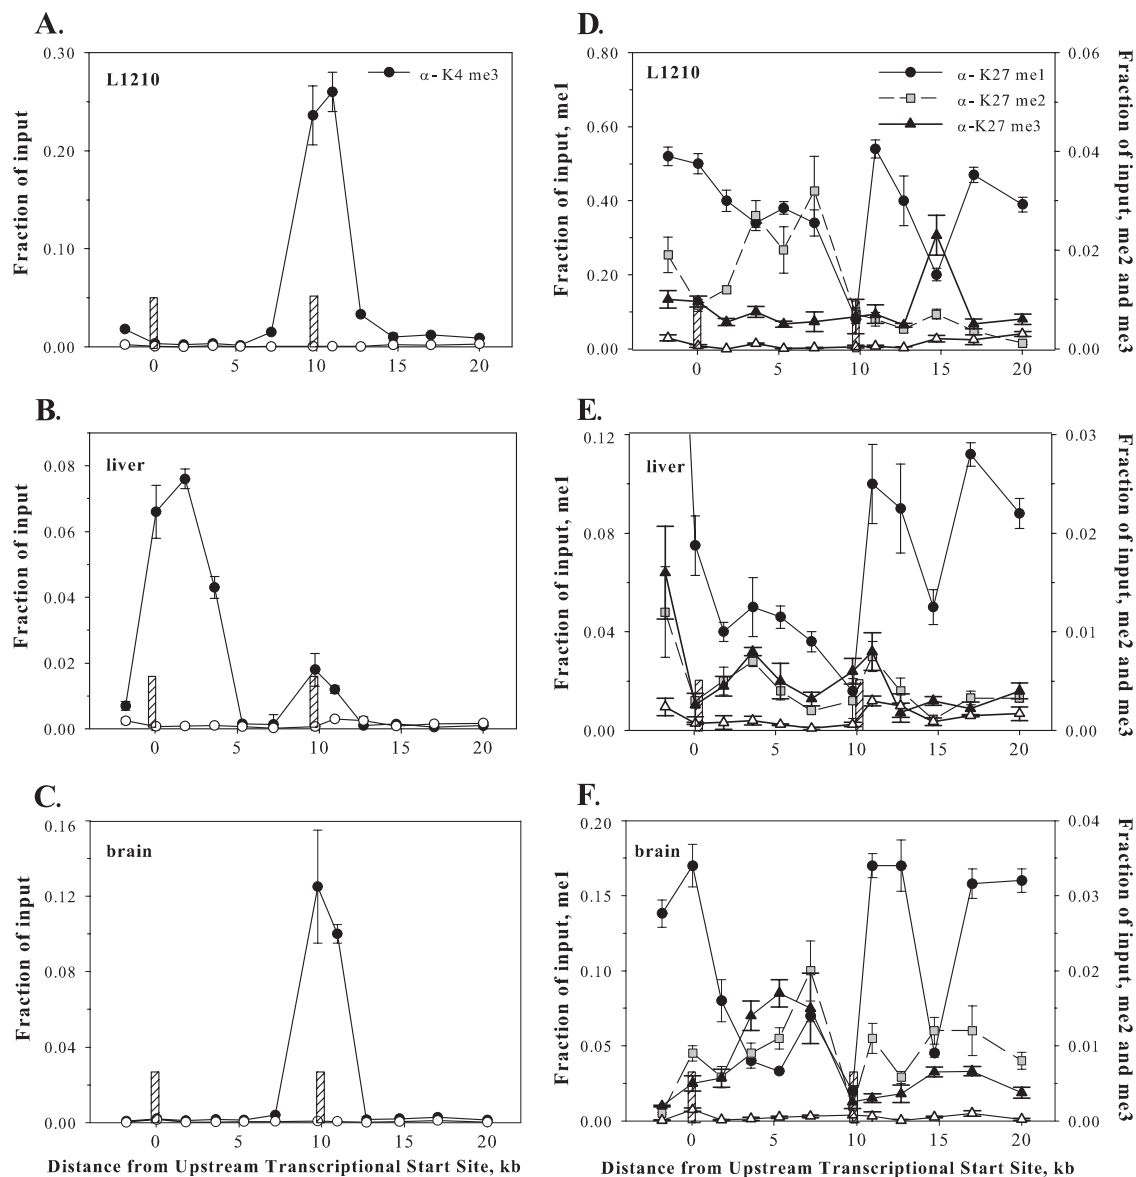 A.
0.30
0.20
0.10
0.00
Fraction of input
L1210
α- K4 me3
0
5
10
15
20
B.
0.08
0.06
0.04
0.02
0.00
Fraction of input
liver
0
5
10
15
20
C.
0.16
0.12
0.08
0.04
0.00
Fraction of input
brain
0
5
10
15
20
D.
0.80
0.60
0.40
0.20
0.00
Fraction of input, me1
L1210
α- K27 me1
α- K27 me2
α-K27 me3
0.06
0.04
0.02
0.00
Fraction of input, me2 and me3
0
5
10
15
20
E.
0.12
0.08
0.04
0.00
Fraction of input, me1
liver
0.03
0.02
0.01
0.00
Fraction of input, me2 and me3
0
5
10
15
20
F.
0.20
0.15
0.10
0.05
0.00
Fraction of input, me1
brain
0.04
0.03
0.02
0.01
0.00
Fraction of input, me2 and me3
0
5
10
15
20
Distance from Upstream Transcriptional Start Site, kb
Distance from Upstream Transcriptional Start Site, kb